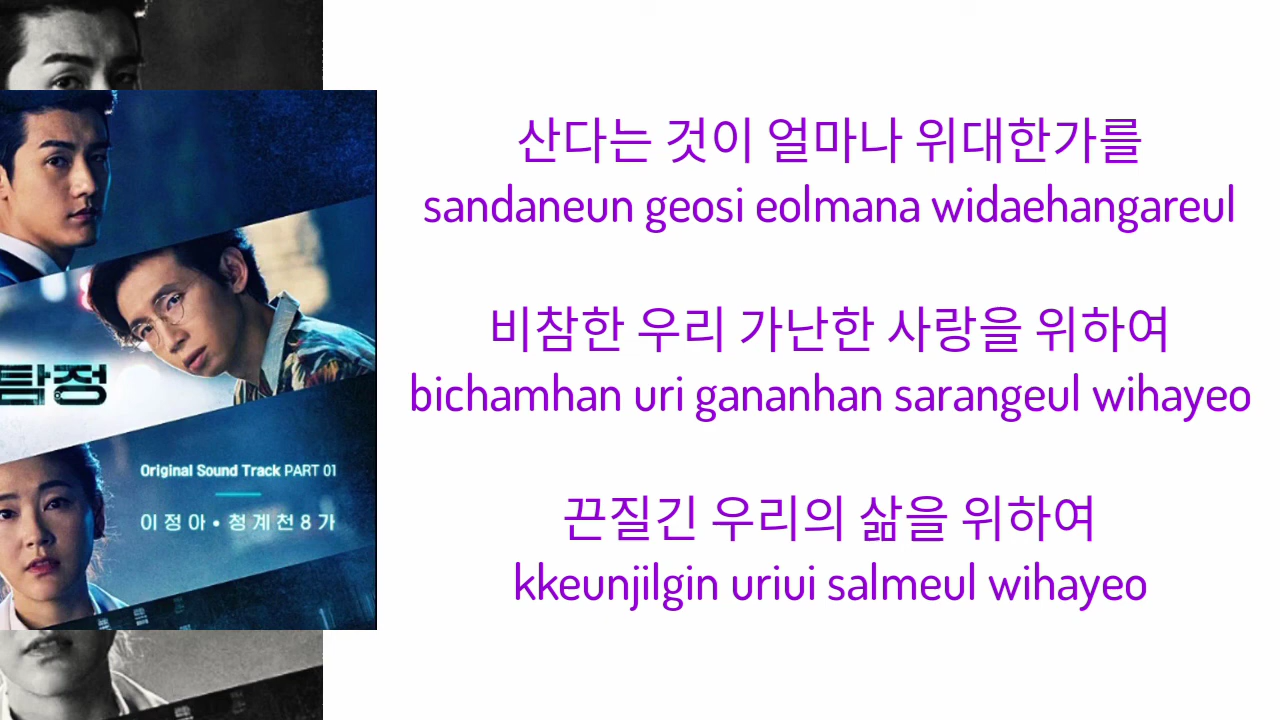 산다는 것이 얼마나 위대한가를
sandaneun geosi eolmana widaehangareul
비참한 우리 가난한 사랑을 위하여
bichamhan uri gananhan sarangeul wihayeo
끈질긴 우리의 삶을 위하여
kkeunjilgin uriui salmeul wihayeo
탐정
Original Sound Track PART 01
이정아 • 청계천 8가